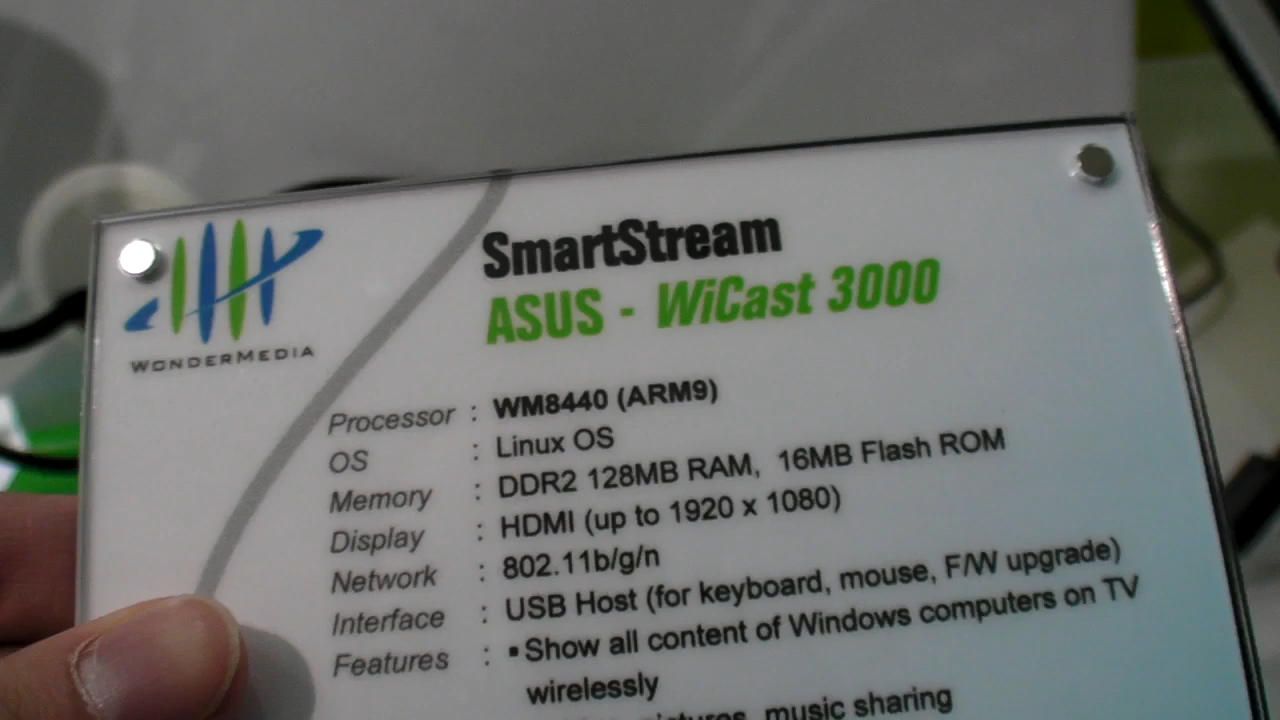 WONDERMEDIA
SmartStream
ASUS - WiCast 3000
Processor : WM8440 (ARM9)
OS : Linux OS
Memory : DDR2 128MB RAM, 16MB Flash ROM
Display : HDMI (up to 1920 x 1080)
Network : 802.11b/g/n
Interface : USB Host (for keyboard, mouse, F/W upgrade)
Features : ▪ Show all content of Windows computers on TV
wirelessly
pictures, music sharing